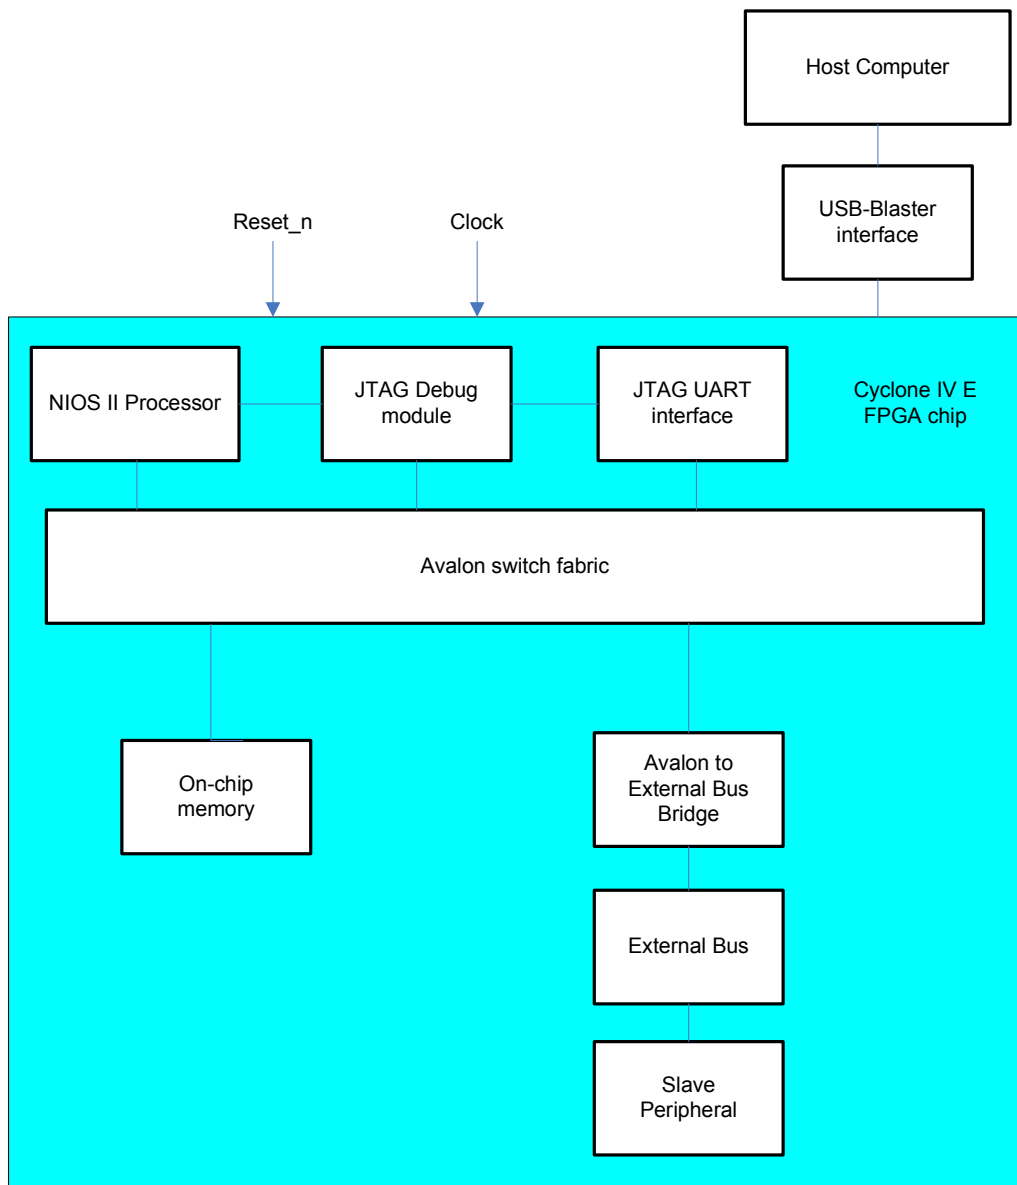 Host Computer
USB-Blaster
interface
Reset_n
Clock
NIOS II Processor
JTAG Debug
module
JTAG UART
interface
Cyclone IV E
FPGA chip
Avalon switch fabric
On-chip
memory
Avalon to
External Bus
Bridge
External Bus
Slave
Peripheral